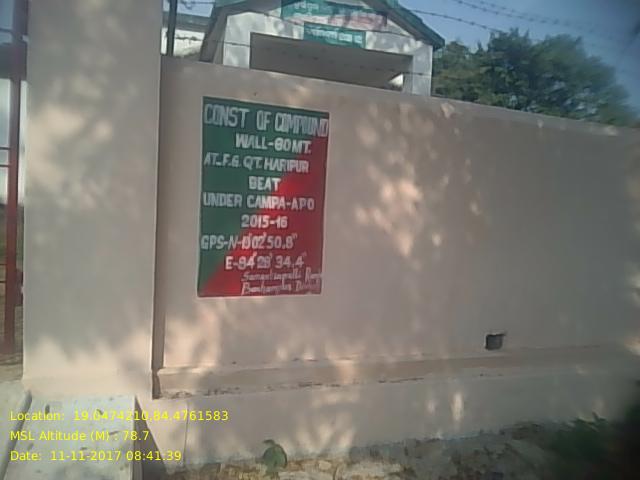 CONST OF COMPOUND
WALL-60MT.
AT.F.G. QT. HARIPUR
BEAT
UNDER CAMPA-APO
2015-16
GPS-N-19°02'50.8"
E-84°28'34.4"
Location: 19.0474210,84.4761583
MSL Altitude (M) : 78.7
Date: 11-11-2017 08:41:39